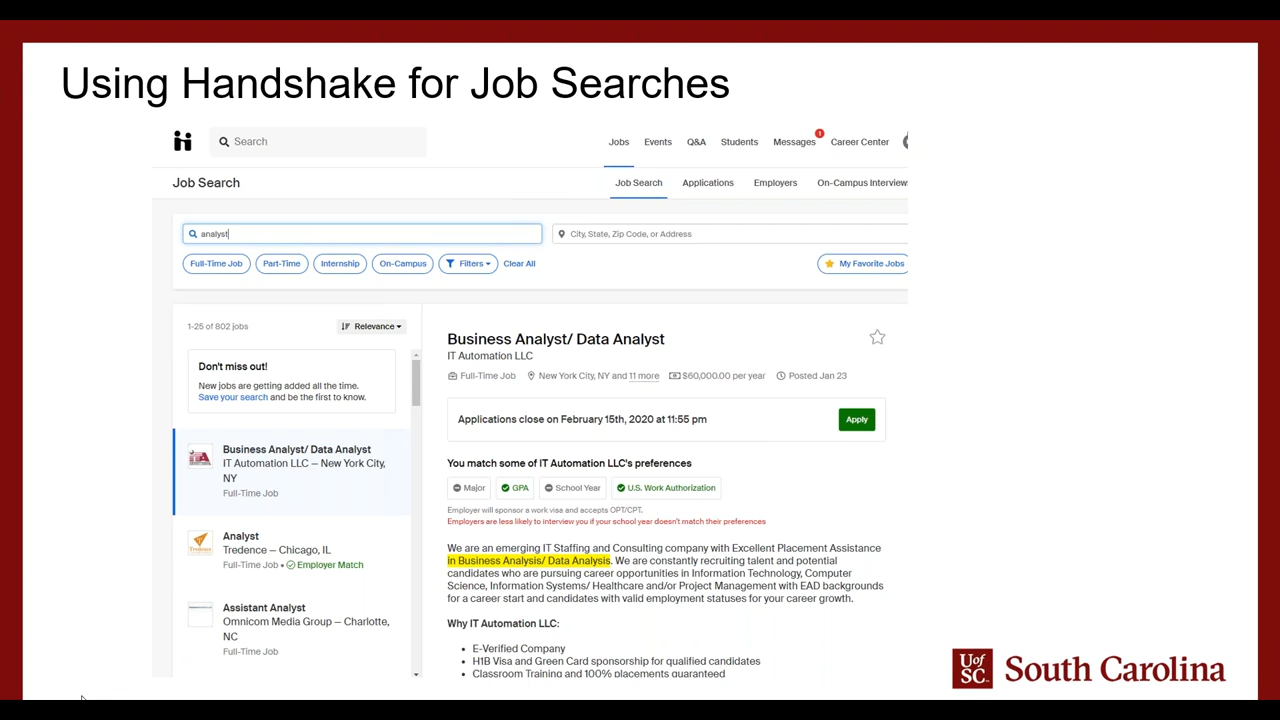 Using Handshake for Job Searches
Search
Jobs
Events
Q&A
Students
Messages
1
Career Center
Job Search
Job Search
Applications
Employers
On-Campus Interview
analyst
City, State, Zip Code, or Address
Full-Time Job
Part-Time
Internship
On-Campus
Filters
Clear All
My Favorite Jobs
1-25 of 802 jobs
Relevance
Don't miss out!
New jobs are getting added all the time.
Save your search and be the first to know.
Business Analyst/ Data Analyst
IT Automation LLC — New York City,
NY
Full-Time Job
Analyst
Tredence — Chicago, IL
Full-Time Job • Employer Match
Assistant Analyst
Omnicom Media Group — Charlotte,
NC
Full-Time Job
Business Analyst/ Data Analyst
IT Automation LLC
Full-Time Job
New York City, NY and 11 more
$60,000.00 per year
Posted Jan 23
Applications close on February 15th, 2020 at 11:55 pm
Apply
You match some of IT Automation LLC's preferences
Major
GPA
School Year
U.S. Work Authorization
Employer will sponsor a work visa and accepts OPT/CPT.
Employers are less likely to interview you if your school year doesn't match their preferences
We are an emerging IT Staffing and Consulting company with Excellent Placement Assistance
in Business Analysis/ Data Analysis. We are constantly recruiting talent and potential
candidates who are pursuing career opportunities in Information Technology, Computer
Science, Information Systems/ Healthcare and/or Project Management with EAD backgrounds
for a career start and candidates with valid employment statuses for your career growth.
Why IT Automation LLC:
• E-Verified Company
• H1B Visa and Green Card sponsorship for qualified candidates
• Classroom Training and 100% placements guaranteed
UofSC
South Carolina